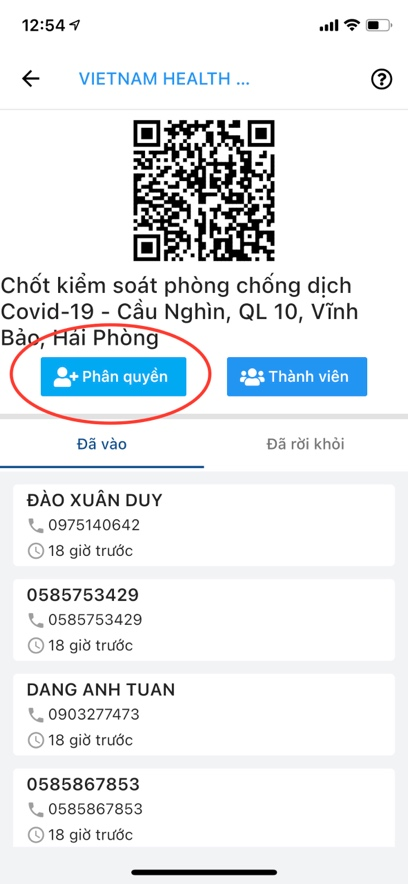 12:54
VIETNAM HEALTH ...
Chốt kiểm soát phòng chống dịch
Covid-19 - Cầu Nghìn, QL 10, Vĩnh
Bảo, Hải Phòng
Phân quyền
Thành viên
Đã vào
Đã rời khỏi
ĐÀO XUÂN DUY
0975140642
18 giờ trước
0585753429
0585753429
18 giờ trước
DANG ANH TUAN
0903277473
18 giờ trước
0585867853
0585867853
18 giờ trước